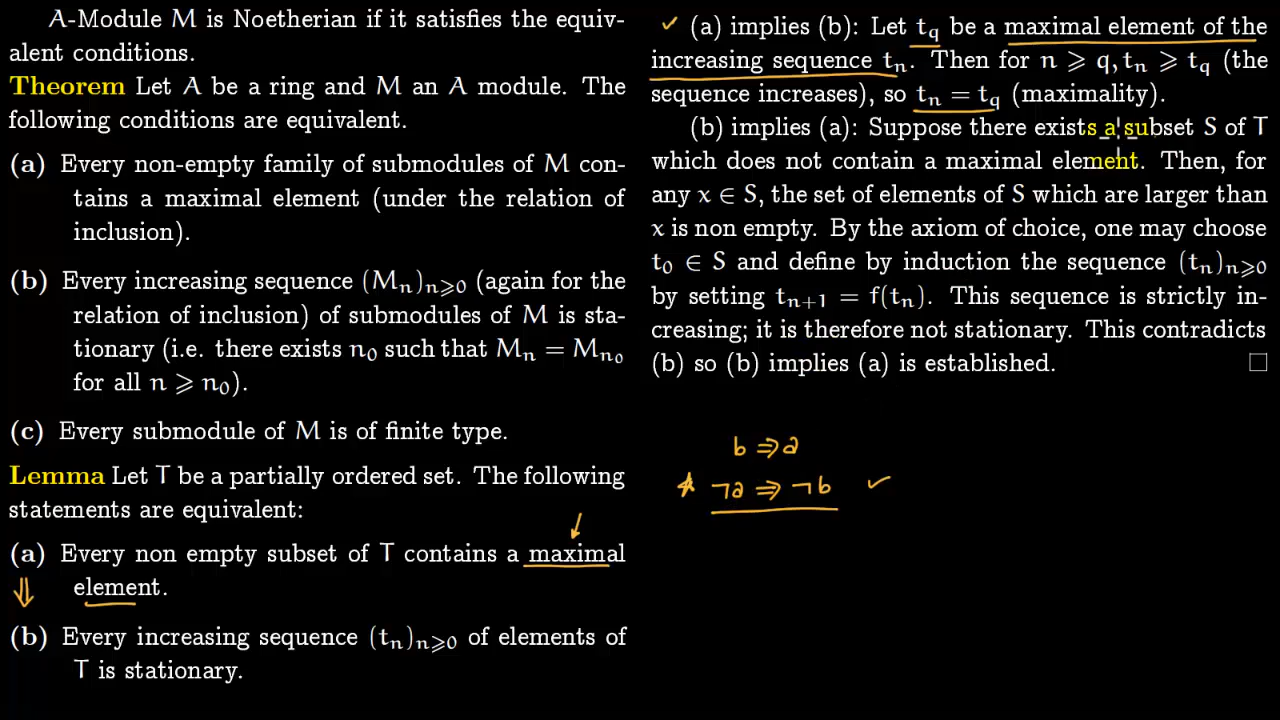 A-Module M is Noetherian if it satisfies the equiv-
alent conditions.
Theorem Let A be a ring and M an A module. The
following conditions are equivalent.
(a) Every non-empty family of submodules of M con-
tains a maximal element (under the relation of
inclusion).
(b) Every increasing sequence (Mₙ)ₙ⩾₀ (again for the
relation of inclusion) of submodules of M is sta-
tionary (i.e. there exists n₀ such that Mₙ = Mₙ₀
for all n ⩾ n₀).
(c) Every submodule of M is of finite type.
Lemma Let T be a partially ordered set. The following
statements are equivalent:
(a) Every non empty subset of T contains a maximal
element.
⇓
(b) Every increasing sequence (tₙ)ₙ⩾₀ of elements of
T is stationary.
✓ (a) implies (b): Let t_q be a maximal element of the
increasing sequence tₙ. Then for n ⩾ q, tₙ ⩾ t_q (the
sequence increases), so tₙ = t_q (maximality).
(b) implies (a): Suppose there exists a subset S of T
which does not contain a maximal element. Then, for
any x ∈ S, the set of elements of S which are larger than
x is non empty. By the axiom of choice, one may choose
t₀ ∈ S and define by induction the sequence (tₙ)ₙ⩾₀
by setting tₙ₊₁ = f(tₙ). This sequence is strictly in-
creasing; it is therefore not stationary. This contradicts
(b) so (b) implies (a) is established. □
b ⇒ a
¬a ⇒ ¬b ✓